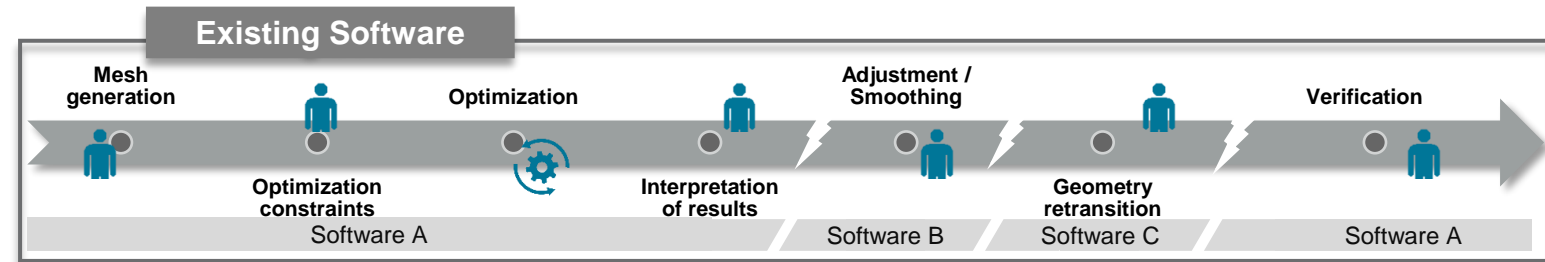 Existing Software
Mesh
generation
Optimization
Adjustment /
Smoothing
Verification
Optimization
constraints
Interpretation
of results
Geometry
retransition
Software A
Software B
Software C
Software A